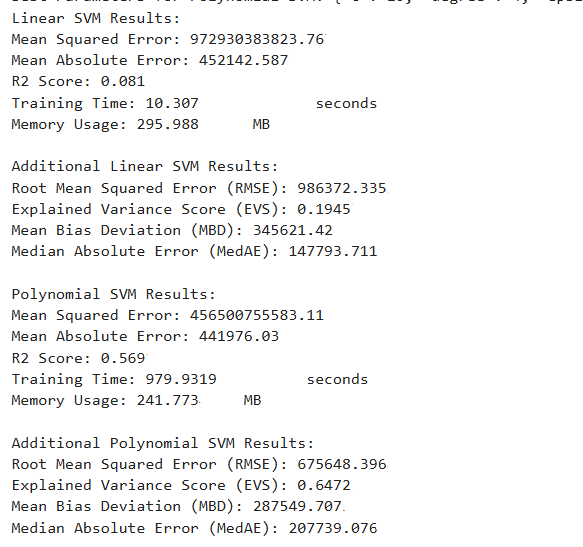 Linear SVM Results:
Mean Squared Error: 972930383823.76
Mean Absolute Error: 452142.587
R2 Score: 0.081
Training Time: 10.307 seconds
Memory Usage: 295.988 MB
Additional Linear SVM Results:
Root Mean Squared Error (RMSE): 986372.335
Explained Variance Score (EVS): 0.1945
Mean Bias Deviation (MBD): 345621.42
Median Absolute Error (MedAE): 147793.711
Polynomial SVM Results:
Mean Squared Error: 456500755583.11
Mean Absolute Error: 441976.03
R2 Score: 0.569
Training Time: 979.9319 seconds
Memory Usage: 241.773 MB
Additional Polynomial SVM Results:
Root Mean Squared Error (RMSE): 675648.396
Explained Variance Score (EVS): 0.6472
Mean Bias Deviation (MBD): 287549.707
Median Absolute Error (MedAE): 207739.076